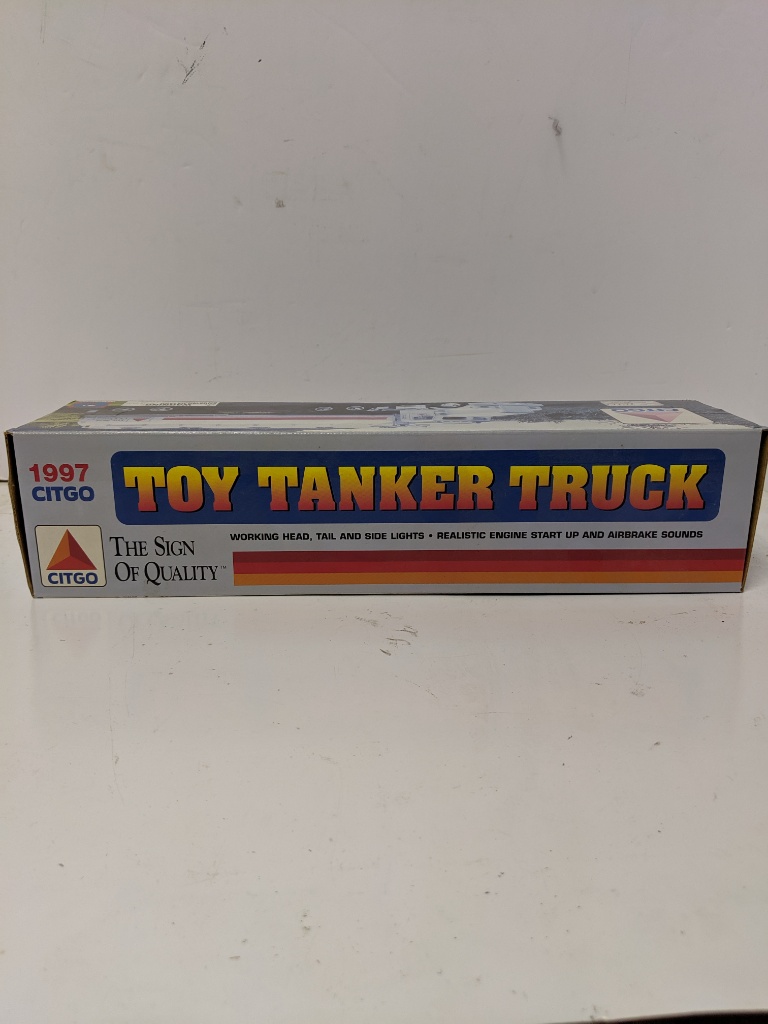 1997
CITGO
TOY TANKER TRUCK
WORKING HEAD, TAIL AND SIDE LIGHTS • REALISTIC ENGINE START UP AND AIRBRAKE SOUNDS
CITGO
THE SIGN
OF QUALITY™